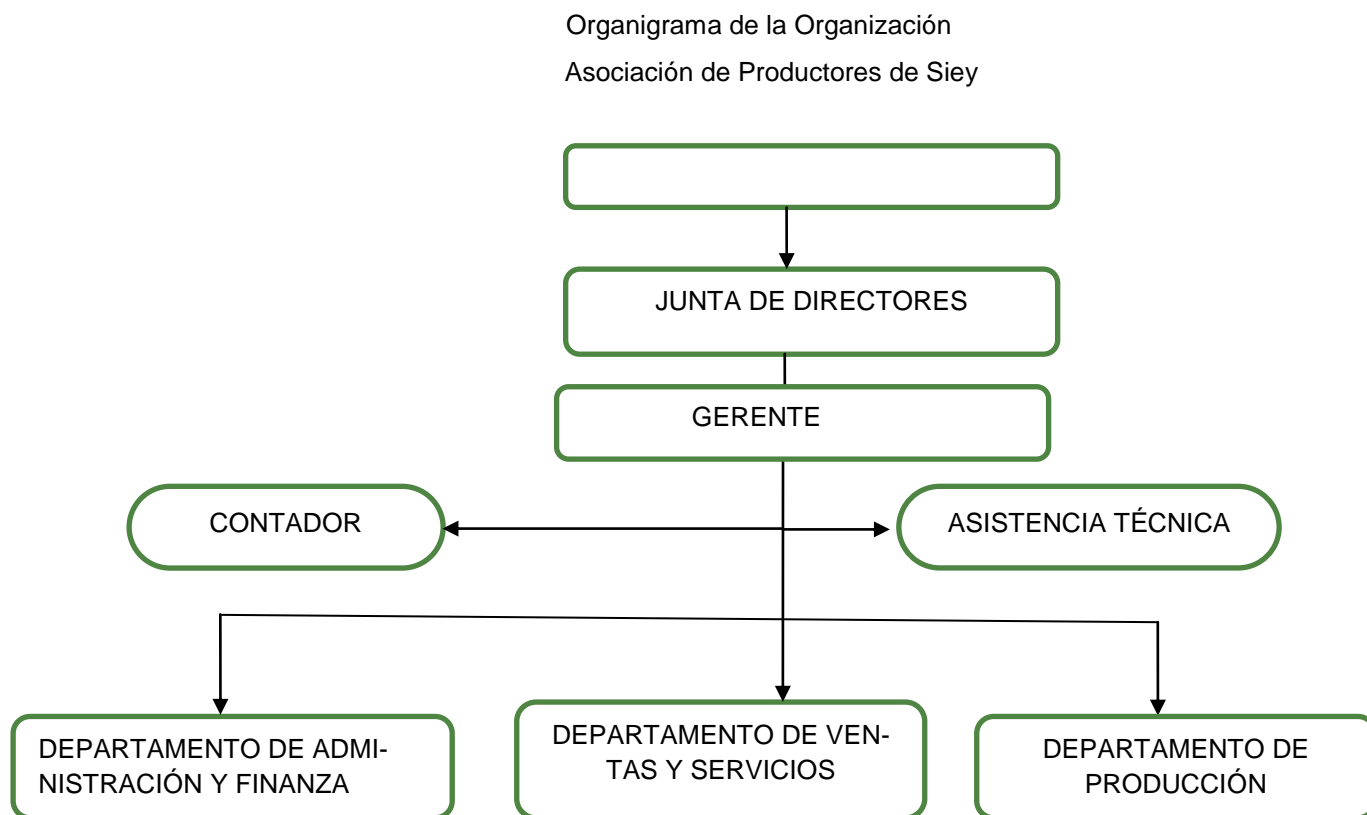 Organigrama de la Organización
Asociación de Productores de Siey
JUNTA DE DIRECTORES
GERENTE
CONTADOR
ASISTENCIA TÉCNICA
DEPARTAMENTO DE ADMI-
NISTRACIÓN Y FINANZA
DEPARTAMENTO DE VEN-
TAS Y SERVICIOS
DEPARTAMENTO DE
PRODUCCIÓN